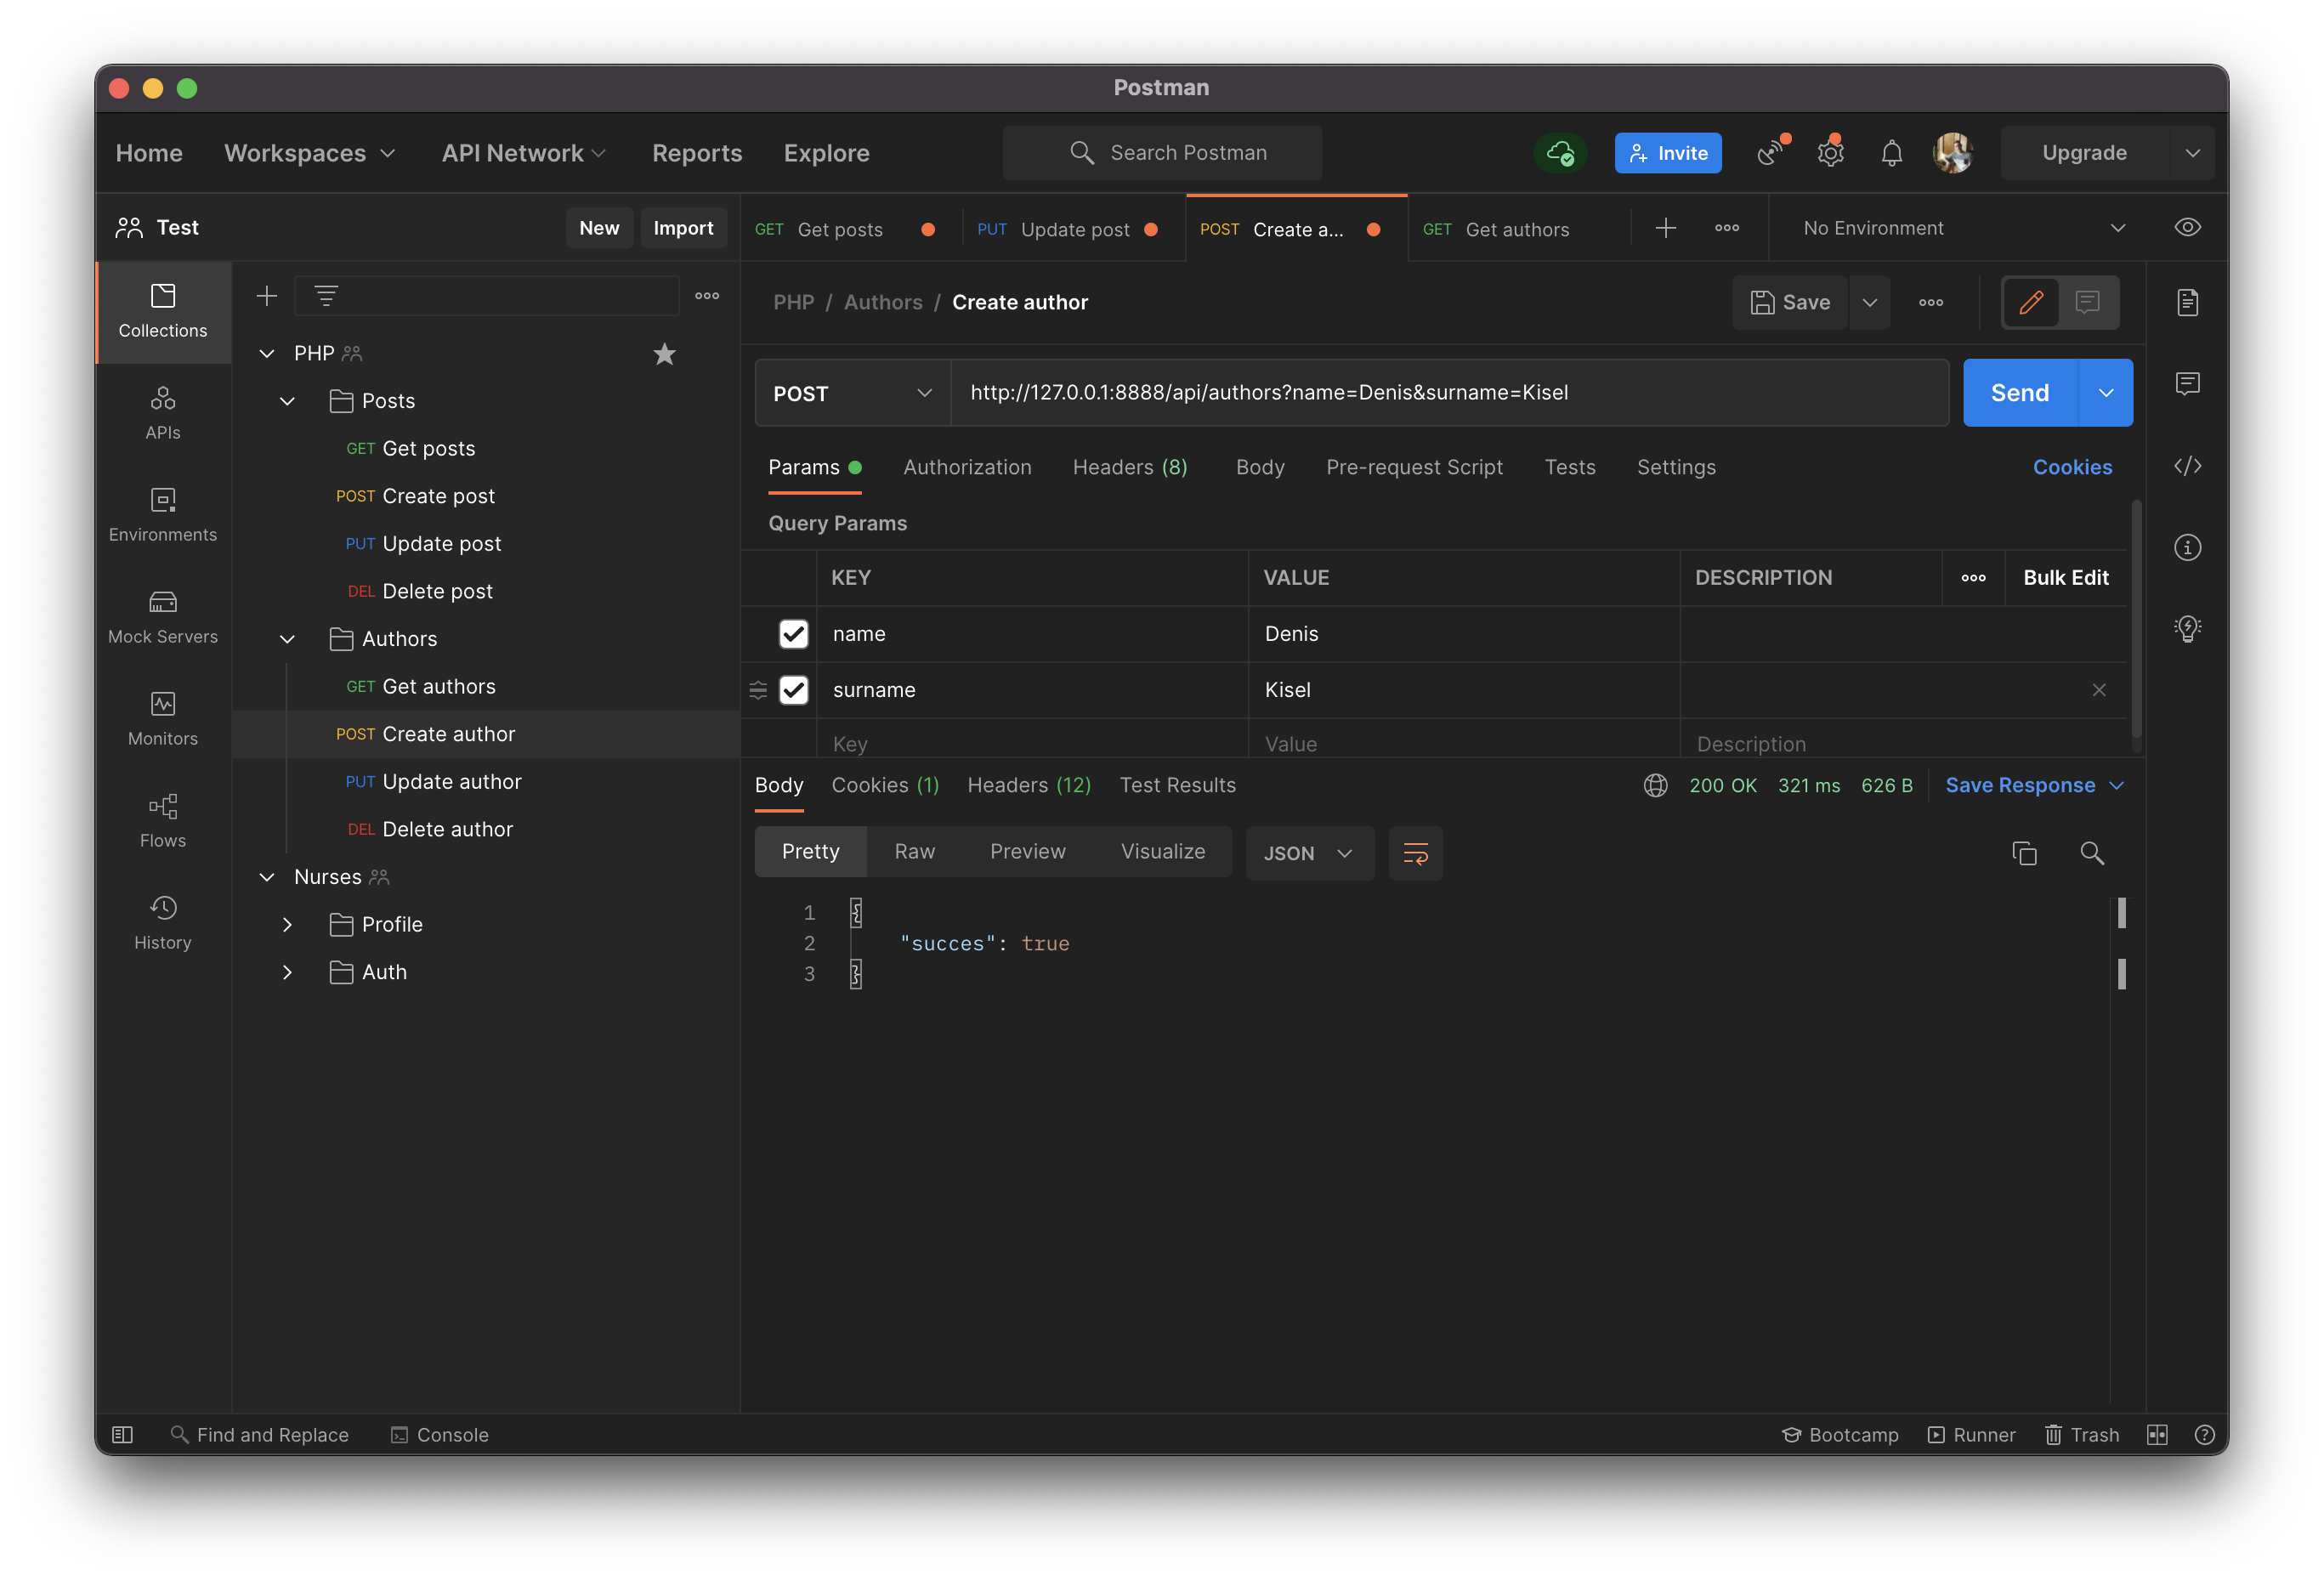 Postman
Home Workspaces API Network Reports Explore Search Postman Invite Upgrade
Test New Import GET Get posts PUT Update post POST Create a... GET Get authors No Environment
Collections
APIs
Environments
Mock Servers
Monitors
Flows
History
PHP
Posts
GET Get posts
POST Create post
PUT Update post
DEL Delete post
Authors
GET Get authors
POST Create author
PUT Update author
DEL Delete author
Nurses
Profile
Auth
PHP / Authors / Create author Save
POST http://127.0.0.1:8888/api/authors?name=Denis&surname=Kisel Send
Params Authorization Headers (8) Body Pre-request Script Tests Settings Cookies
Query Params
KEY VALUE DESCRIPTION Bulk Edit
name Denis
surname Kisel
Key Value Description
Body Cookies (1) Headers (12) Test Results 200 OK 321 ms 626 B Save Response
Pretty Raw Preview Visualize JSON
1 {
2 "succes": true
3 }
Find and Replace Console Bootcamp Runner Trash